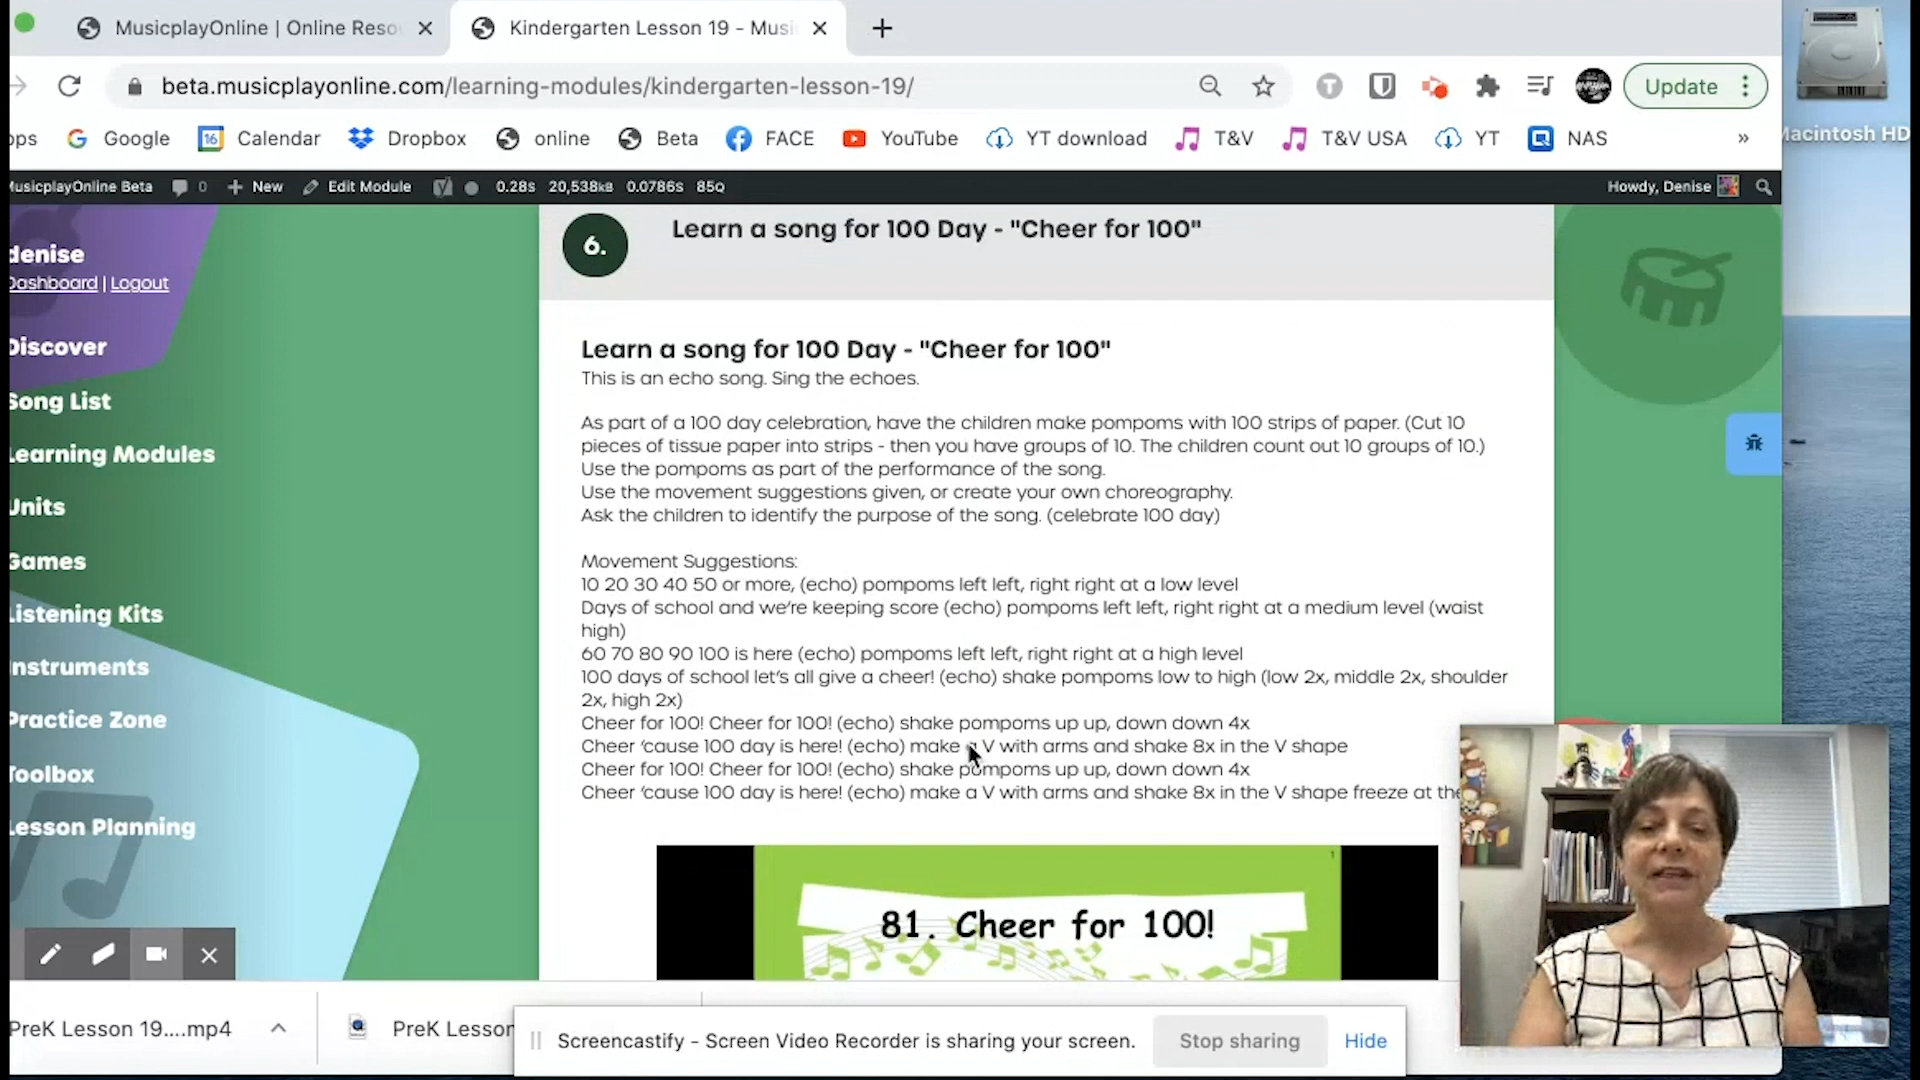 MusicplayOnline | Online Reso
Kindergarten Lesson 19 - Musi
beta.musicplayonline.com/learning-modules/kindergarten-lesson-19/
Update
Macintosh HD
ops
Google
16
Calendar
Dropbox
online
Beta
FACE
YouTube
YT download
T&V
T&V USA
YT
NAS
»
MusicplayOnline Beta
0
New
Edit Module
0.28s 20,538kB 0.0786s 85Q
Howdy, Denise
denise
Dashboard | Logout
Discover
Song List
Learning Modules
Units
Games
Listening Kits
Instruments
Practice Zone
Toolbox
Lesson Planning
6.
Learn a song for 100 Day - "Cheer for 100"
Learn a song for 100 Day - "Cheer for 100"
This is an echo song. Sing the echoes.
As part of a 100 day celebration, have the children make pompoms with 100 strips of paper. (Cut 10
pieces of tissue paper into strips - then you have groups of 10. The children count out 10 groups of 10.)
Use the pompoms as part of the performance of the song.
Use the movement suggestions given, or create your own choreography.
Ask the children to identify the purpose of the song. (celebrate 100 day)
Movement Suggestions:
10 20 30 40 50 or more, (echo) pompoms left left, right right at a low level
Days of school and we're keeping score (echo) pompoms left left, right right at a medium level (waist
high)
60 70 80 90 100 is here (echo) pompoms left left, right right at a high level
100 days of school let's all give a cheer! (echo) shake pompoms low to high (low 2x, middle 2x, shoulder
2x, high 2x)
Cheer for 100! Cheer for 100! (echo) shake pompoms up up, down down 4x
Cheer 'cause 100 day is here! (echo) make a V with arms and shake 8x in the V shape
Cheer for 100! Cheer for 100! (echo) shake pompoms up up, down down 4x
Cheer 'cause 100 day is here! (echo) make a V with arms and shake 8x in the V shape freeze at the
1
81. Cheer for 100!
PreK Lesson 19....mp4
PreK Lesson
Screencastify - Screen Video Recorder is sharing your screen.
Stop sharing
Hide